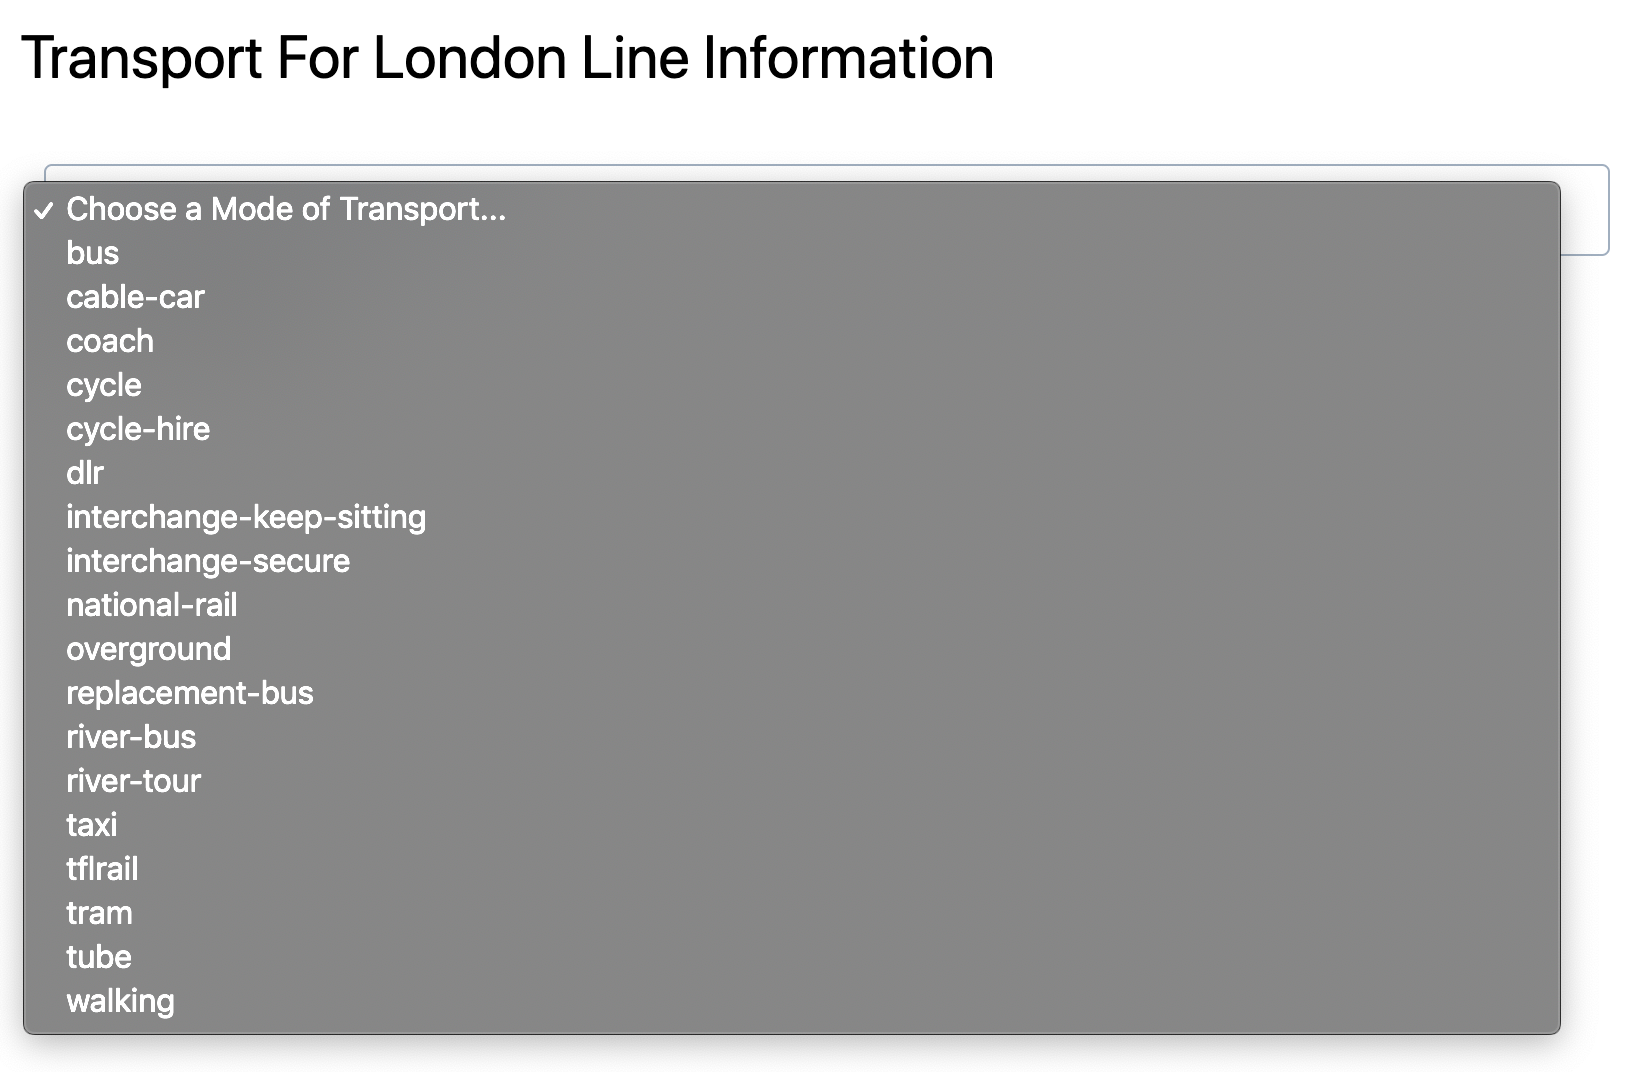 Transport For London Line Information
✓ Choose a Mode of Transport...
bus
cable-car
coach
cycle
cycle-hire
dlr
interchange-keep-sitting
interchange-secure
national-rail
overground
replacement-bus
river-bus
river-tour
taxi
tflrail
tram
tube
walking